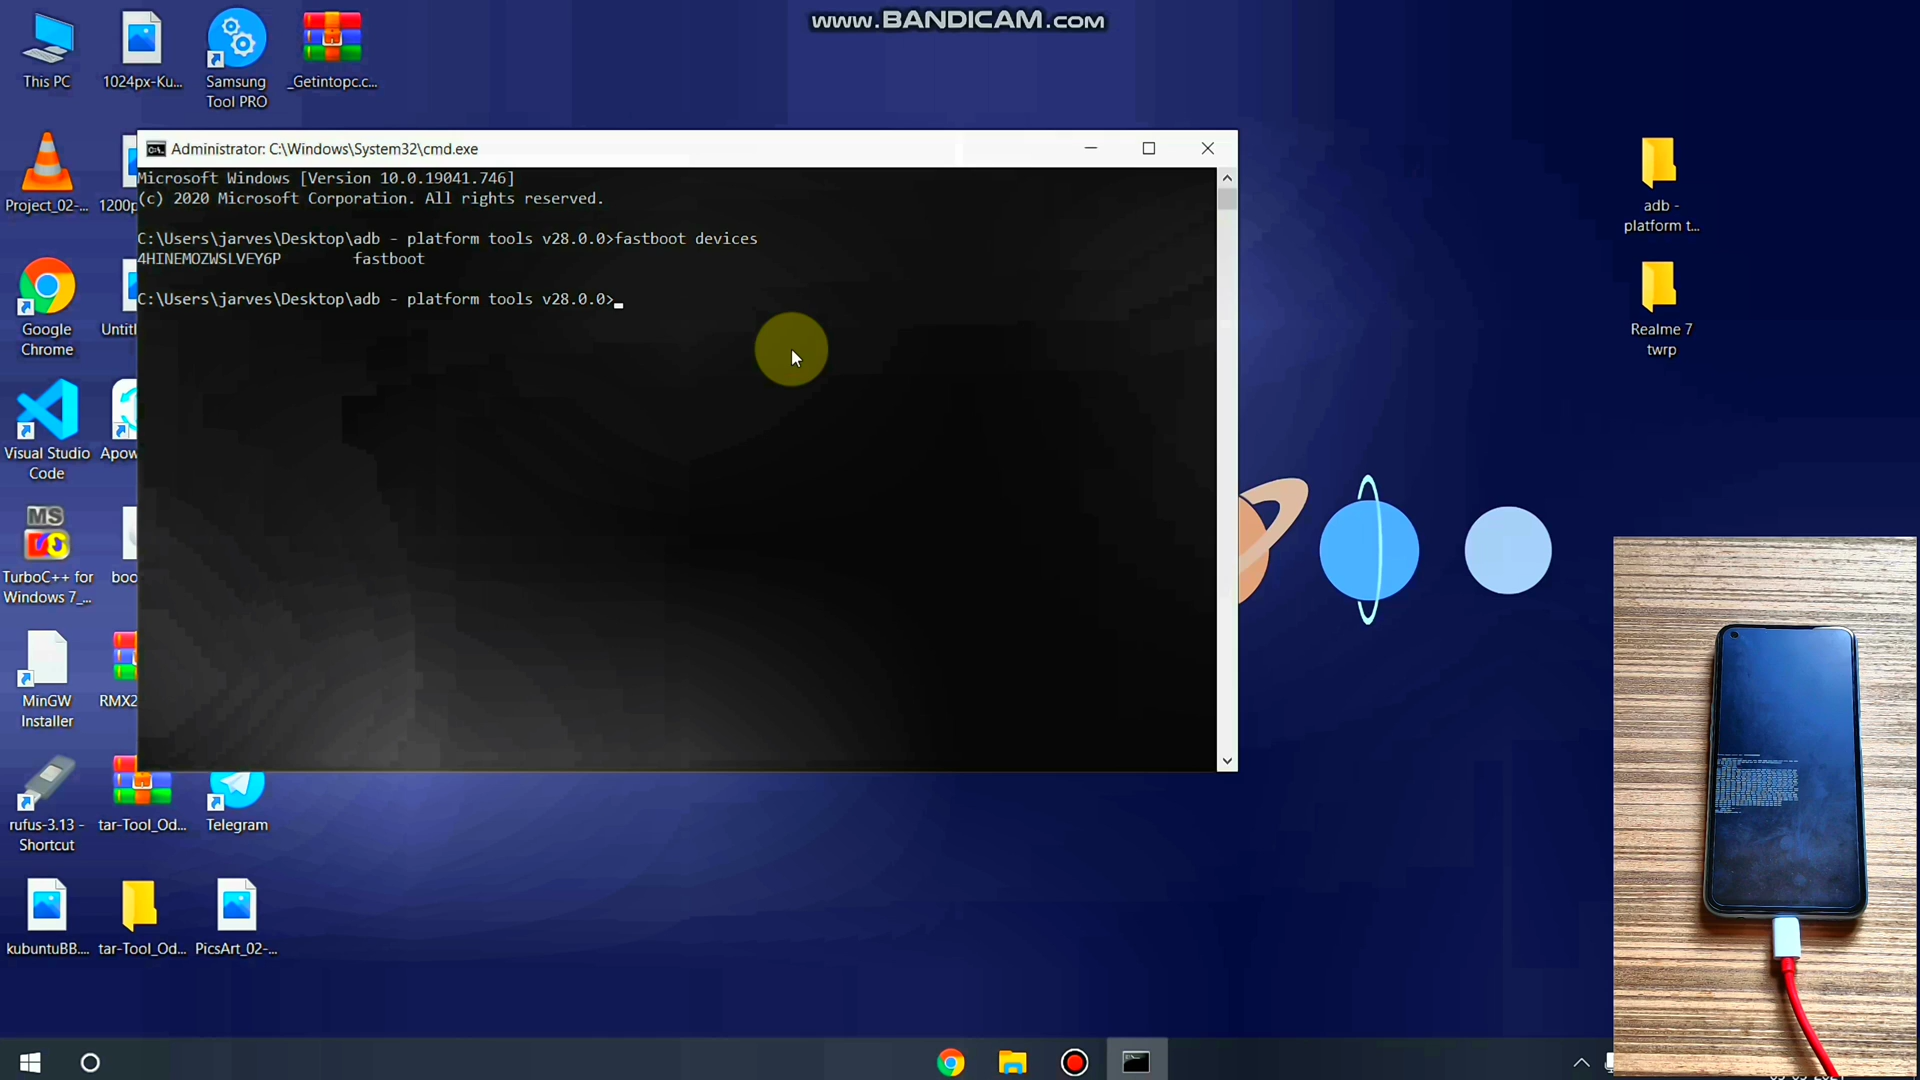 www.BANDICAM.com
This PC
1024px-Ku...
Samsung
Tool PRO
_Getintopc.c...
Administrator: C:\Windows\System32\cmd.exe
Microsoft Windows [Version 10.0.19041.746]
(c) 2020 Microsoft Corporation. All rights reserved.
C:\Users\jarves\Desktop\adb - platform tools v28.0.0>fastboot devices
4HINEMOZWSLVEY6P fastboot
C:\Users\jarves\Desktop\adb - platform tools v28.0.0>
Project_02-...
1200p
Google
Chrome
Untitl
Visual Studio
Code
Apow
MS
TurboC++ for
Windows 7_...
boo
MinGW
Installer
RMX2
rufus-3.13 -
Shortcut
tar-Tool_Od...
Telegram
kubuntuBB....
tar-Tool_Od...
PicsArt_02-...
adb -
platform t...
Realme 7
twrp